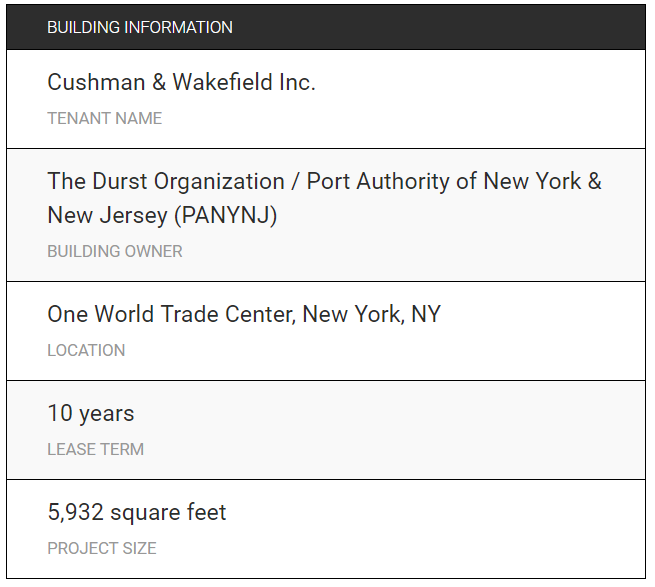 BUILDING INFORMATION
Cushman & Wakefield Inc.
TENANT NAME
The Durst Organization / Port Authority of New York &
New Jersey (PANYNJ)
BUILDING OWNER
One World Trade Center, New York, NY
LOCATION
10 years
LEASE TERM
5,932 square feet
PROJECT SIZE